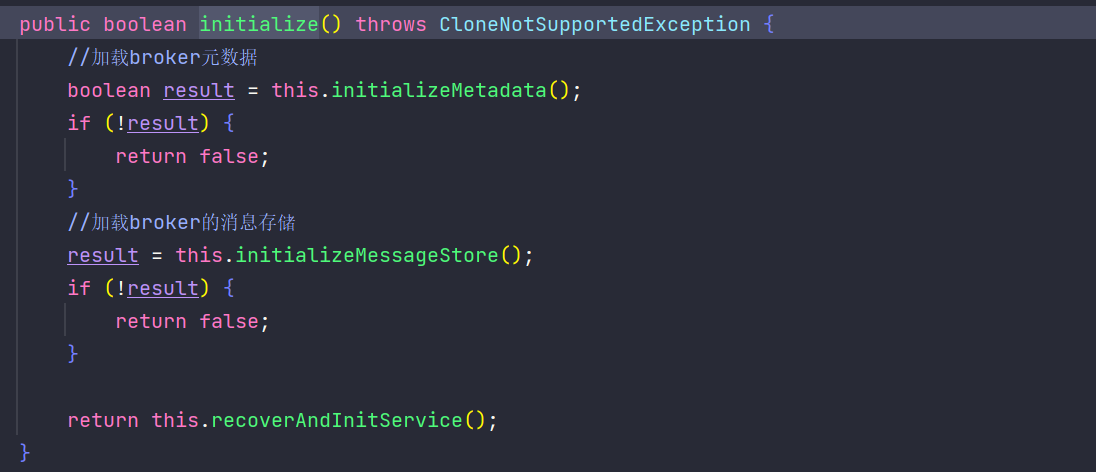 public boolean initialize() throws CloneNotSupportedException {
    //加载broker元数据
    boolean result = this.initializeMetadata();
    if (!result) {
        return false;
    }
    //加载broker的消息存储
    result = this.initializeMessageStore();
    if (!result) {
        return false;
    }

    return this.recoverAndInitService();
}